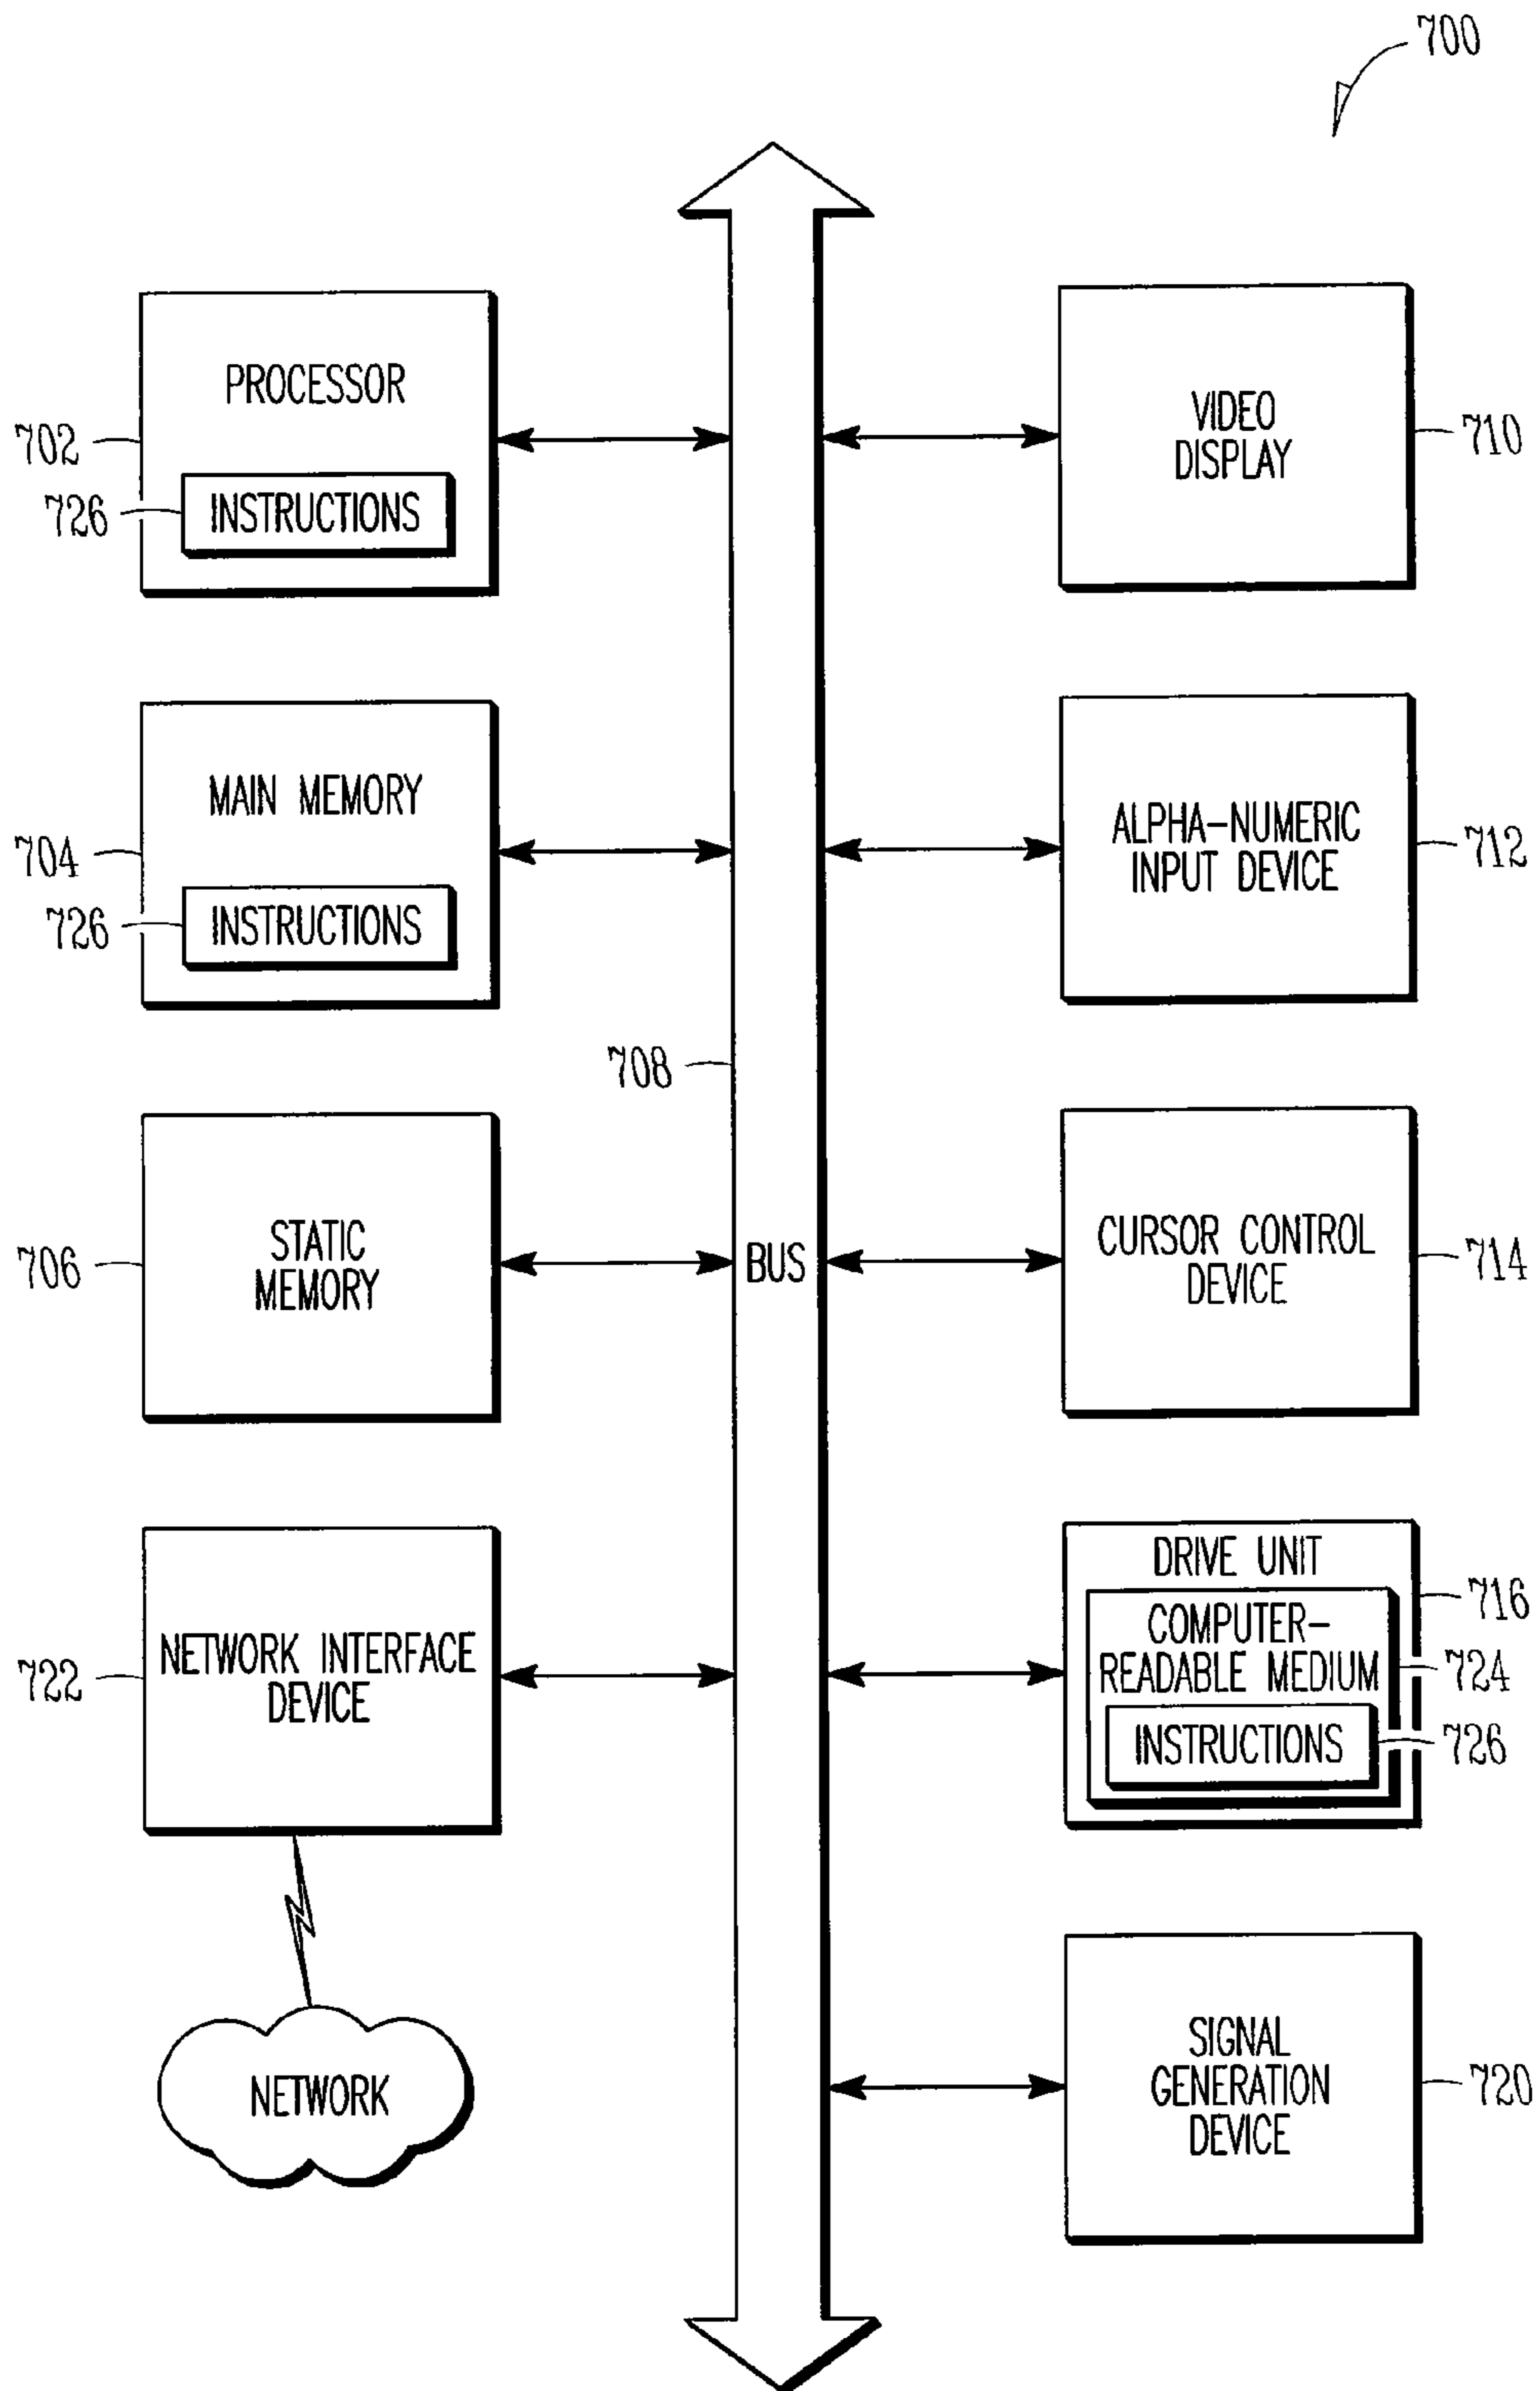 700
PROCESSOR
702
726
INSTRUCTIONS
MAIN MEMORY
704
726
INSTRUCTIONS
708
STATIC
MEMORY
706
BUS
NETWORK INTERFACE
DEVICE
722
NETWORK
VIDEO
DISPLAY
710
ALPHA-NUMERIC
INPUT DEVICE
712
CURSOR CONTROL
DEVICE
714
DRIVE UNIT
716
COMPUTER-
READABLE MEDIUM
724
INSTRUCTIONS
726
SIGNAL
GENERATION
DEVICE
720